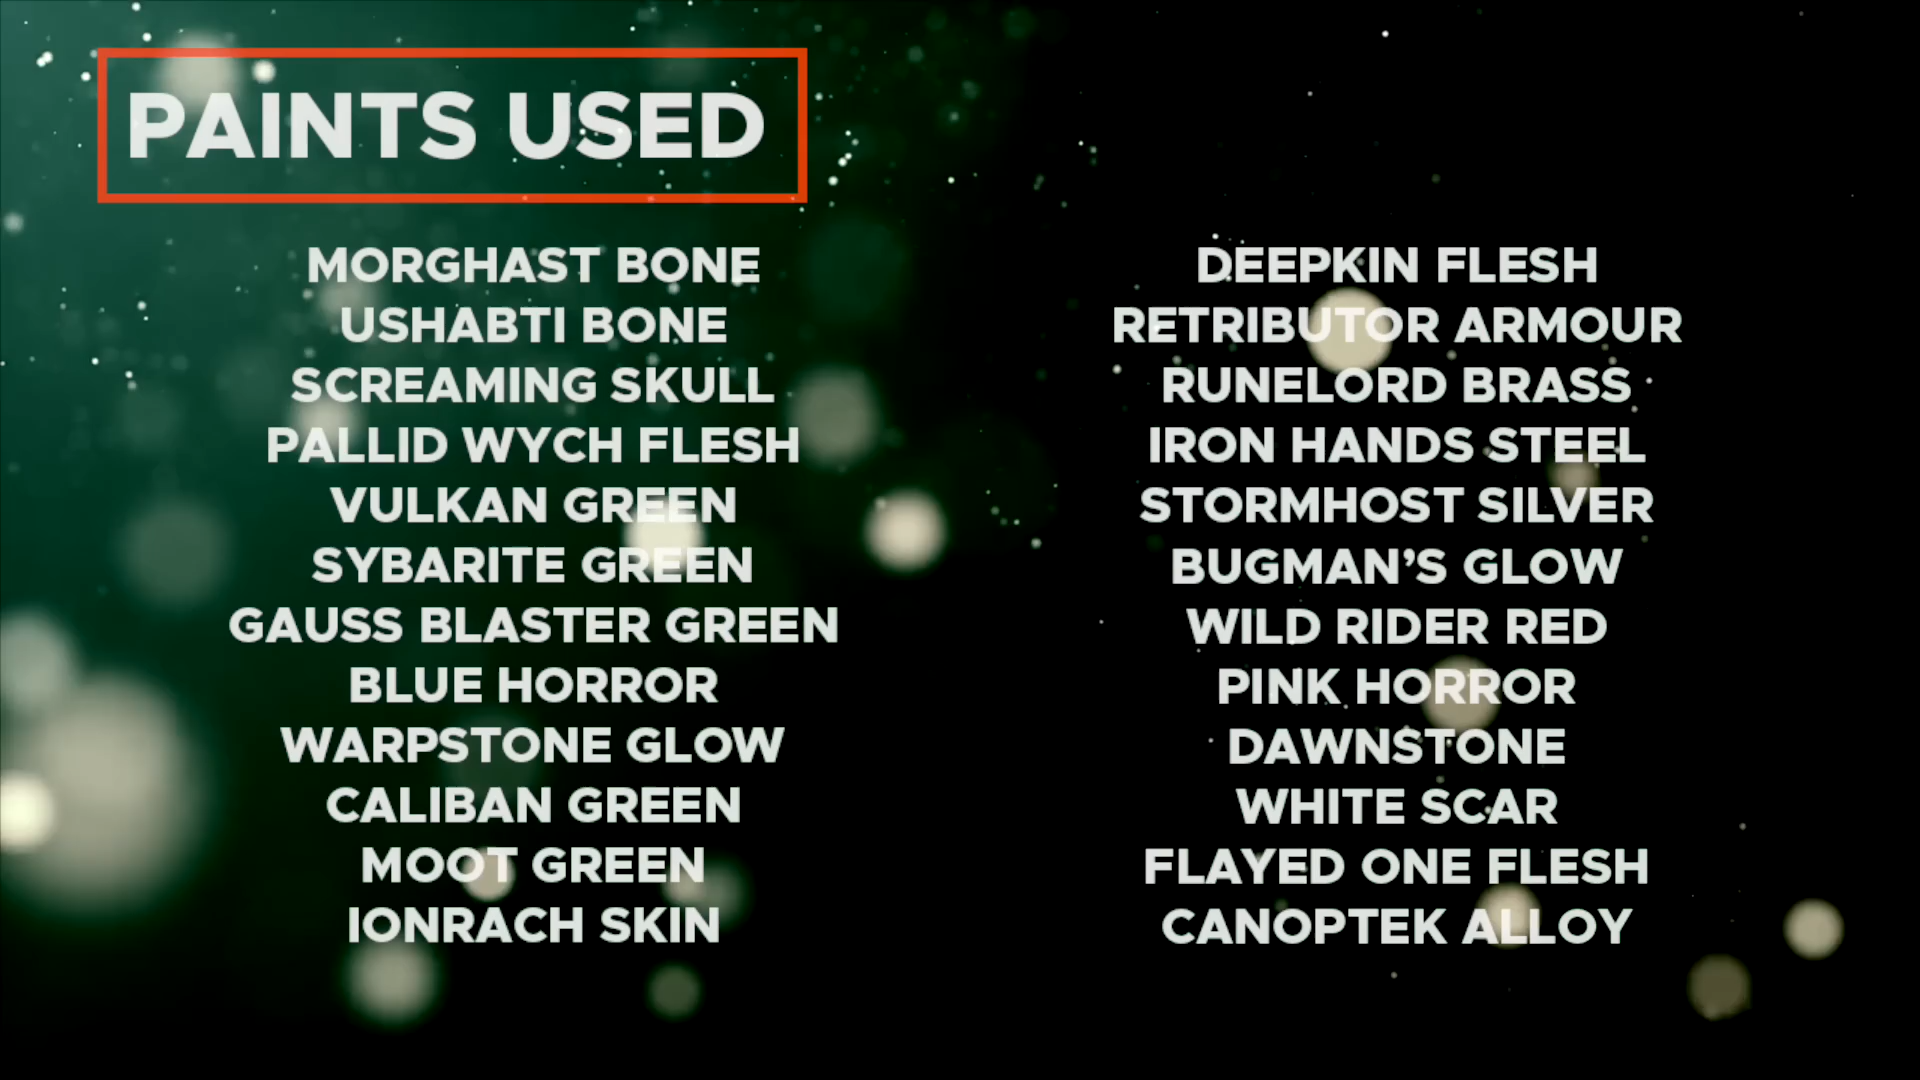 PAINTS USED
MORGHAST BONE
USHABTI BONE
SCREAMING SKULL
PALLID WYCH FLESH
VULKAN GREEN
SYBARITE GREEN
GAUSS BLASTER GREEN
BLUE HORROR
WARPSTONE GLOW
CALIBAN GREEN
MOOT GREEN
IONRACH SKIN
DEEPKIN FLESH
RETRIBUTOR ARMOUR
RUNELORD BRASS
IRON HANDS STEEL
STORMHOST SILVER
BUGMAN’S GLOW
WILD RIDER RED
PINK HORROR
DAWNSTONE
WHITE SCAR
FLAYED ONE FLESH
CANOPTEK ALLOY